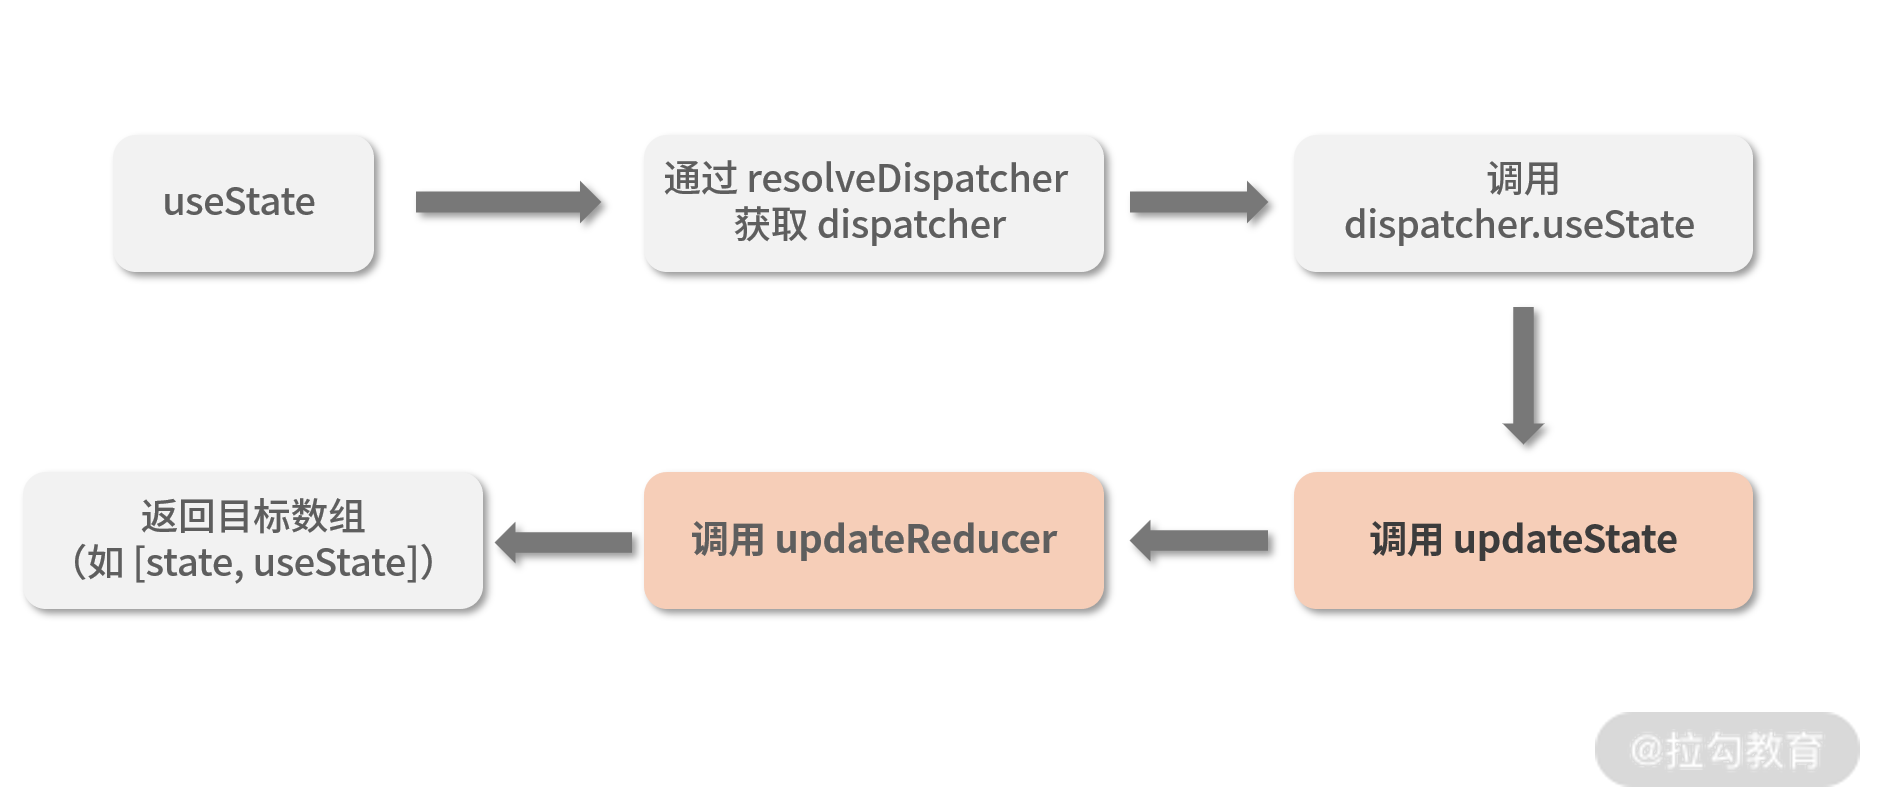 useState
通过 resolveDispatcher
获取 dispatcher
调用
dispatcher.useState
调用 updateState
调用 updateReducer
返回目标数组
（如 [state, useState]）
@拉勾教育